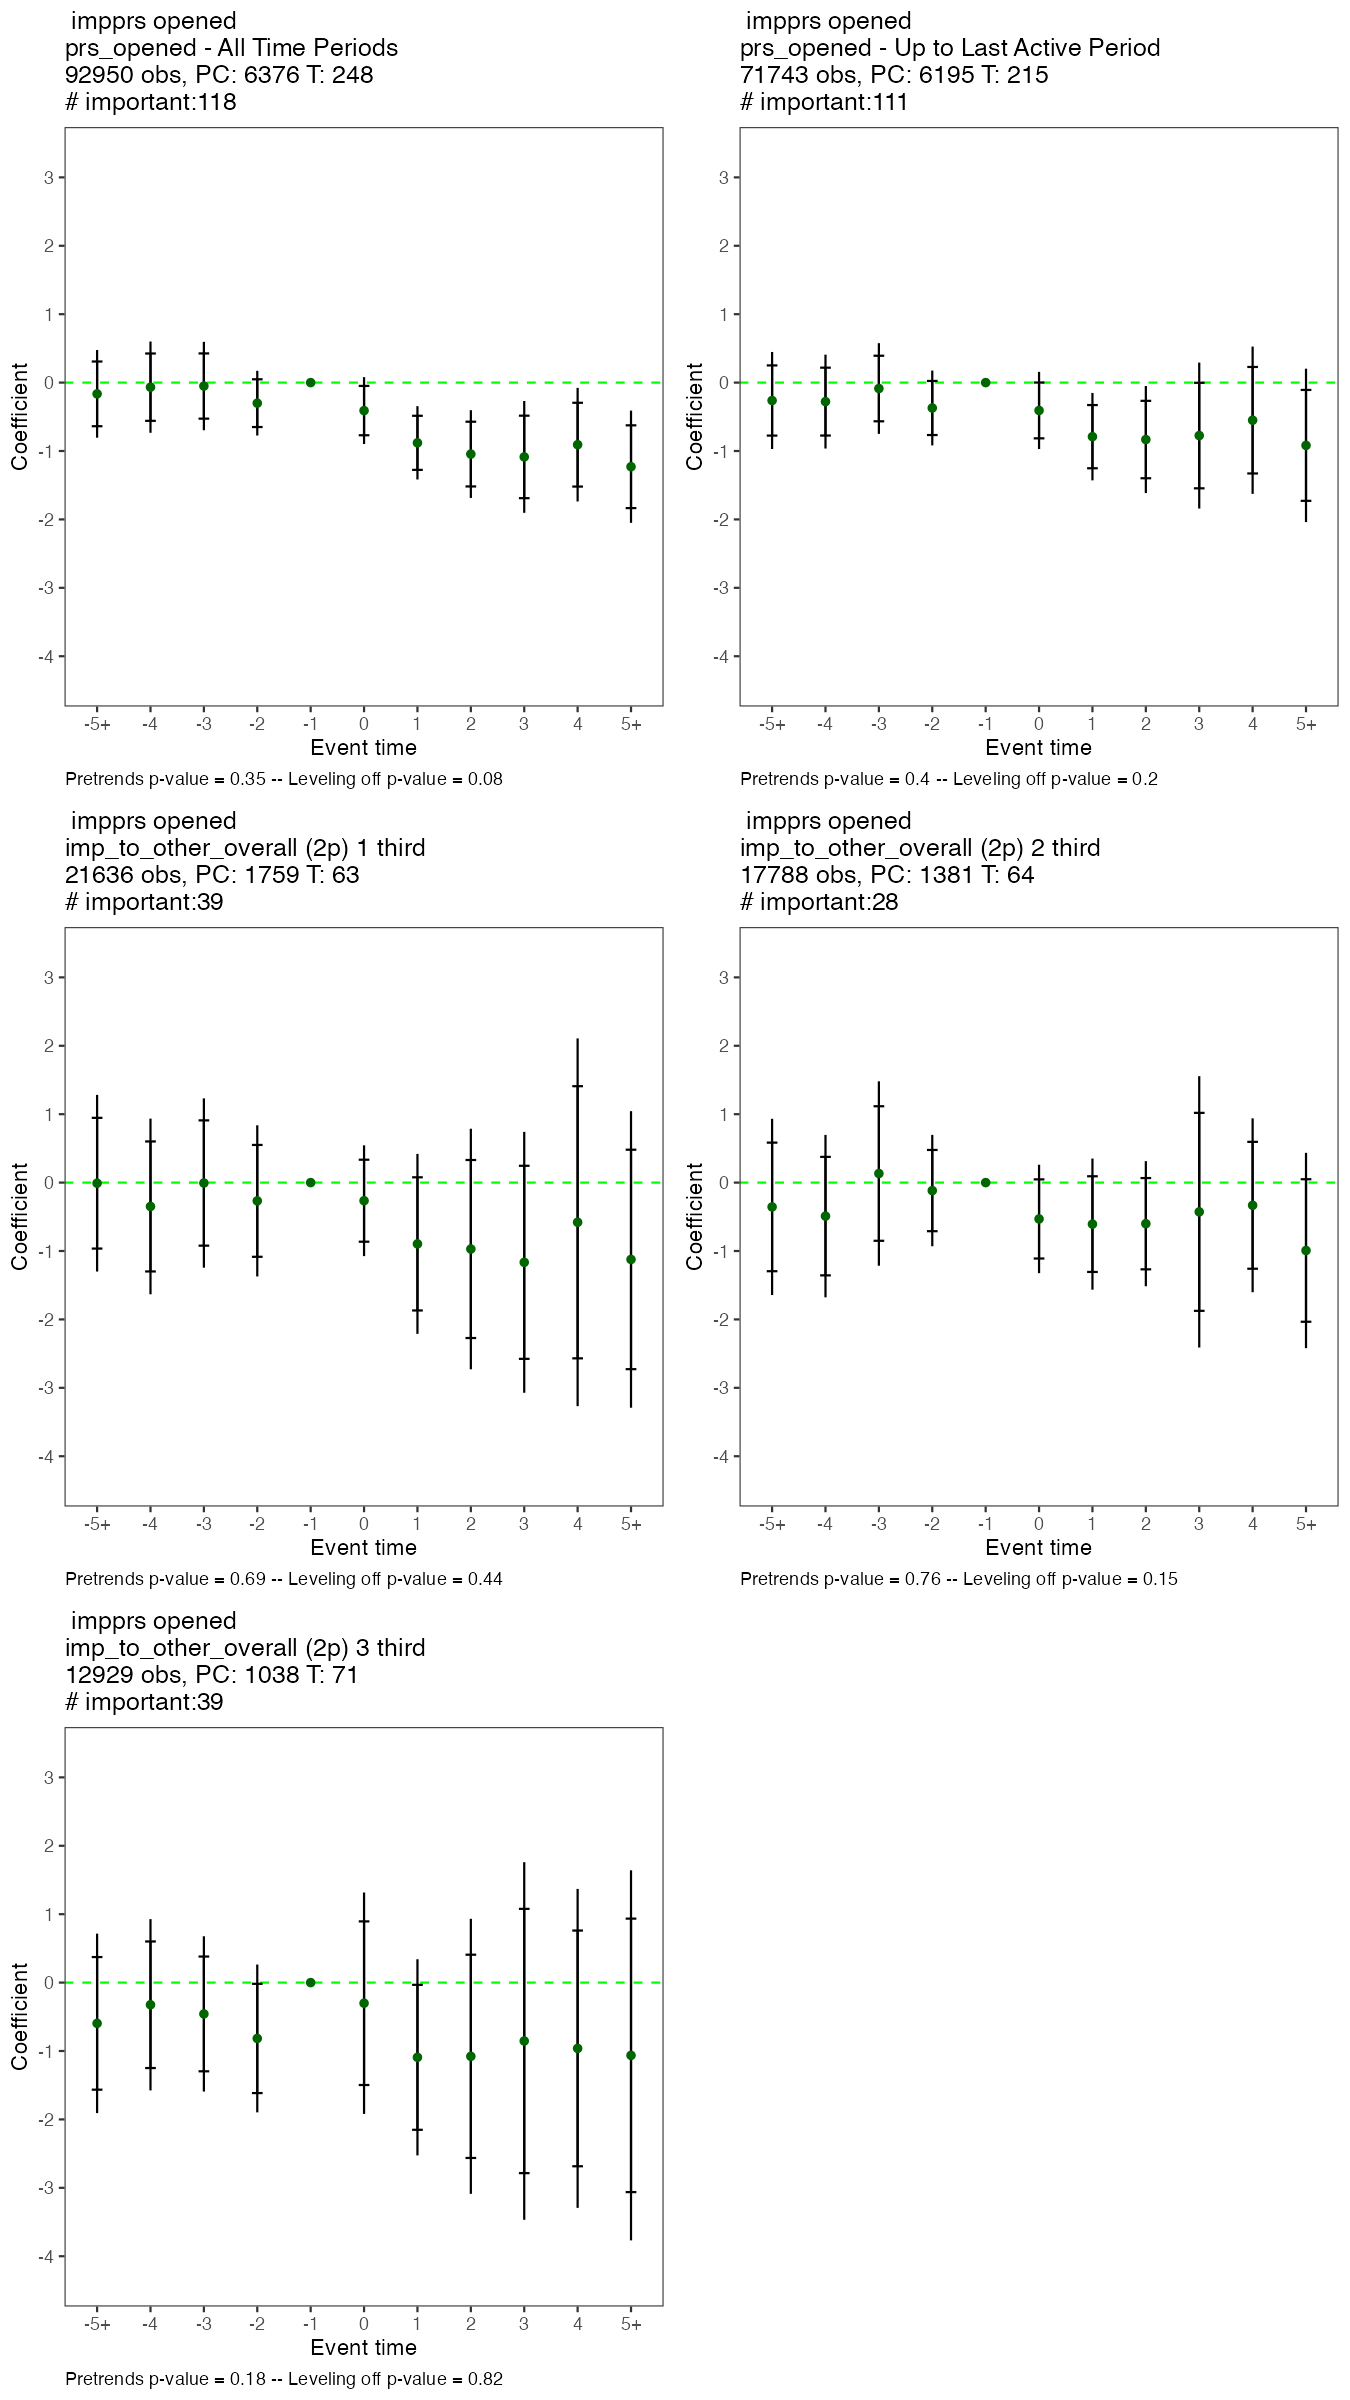 impprs opened
prs_opened - All Time Periods
92950 obs, PC: 6376 T: 248
# important:118
3
2
1
0
-1
-2
-3
-4
Coefficient
-5+ -4 -3 -2 -1 0 1 2 3 4 5+
Event time
Pretrends p-value = 0.35 -- Leveling off p-value = 0.08
impprs opened
prs_opened - Up to Last Active Period
71743 obs, PC: 6195 T: 215
# important:111
3
2
1
0
-1
-2
-3
-4
Coefficient
-5+ -4 -3 -2 -1 0 1 2 3 4 5+
Event time
Pretrends p-value = 0.4 -- Leveling off p-value = 0.2
impprs opened
imp_to_other_overall (2p) 1 third
21636 obs, PC: 1759 T: 63
# important:39
3
2
1
0
-1
-2
-3
-4
Coefficient
-5+ -4 -3 -2 -1 0 1 2 3 4 5+
Event time
Pretrends p-value = 0.69 -- Leveling off p-value = 0.44
impprs opened
imp_to_other_overall (2p) 2 third
17788 obs, PC: 1381 T: 64
# important:28
3
2
1
0
-1
-2
-3
-4
Coefficient
-5+ -4 -3 -2 -1 0 1 2 3 4 5+
Event time
Pretrends p-value = 0.76 -- Leveling off p-value = 0.15
impprs opened
imp_to_other_overall (2p) 3 third
12929 obs, PC: 1038 T: 71
# important:39
3
2
1
0
-1
-2
-3
-4
Coefficient
-5+ -4 -3 -2 -1 0 1 2 3 4 5+
Event time
Pretrends p-value = 0.18 -- Leveling off p-value = 0.82